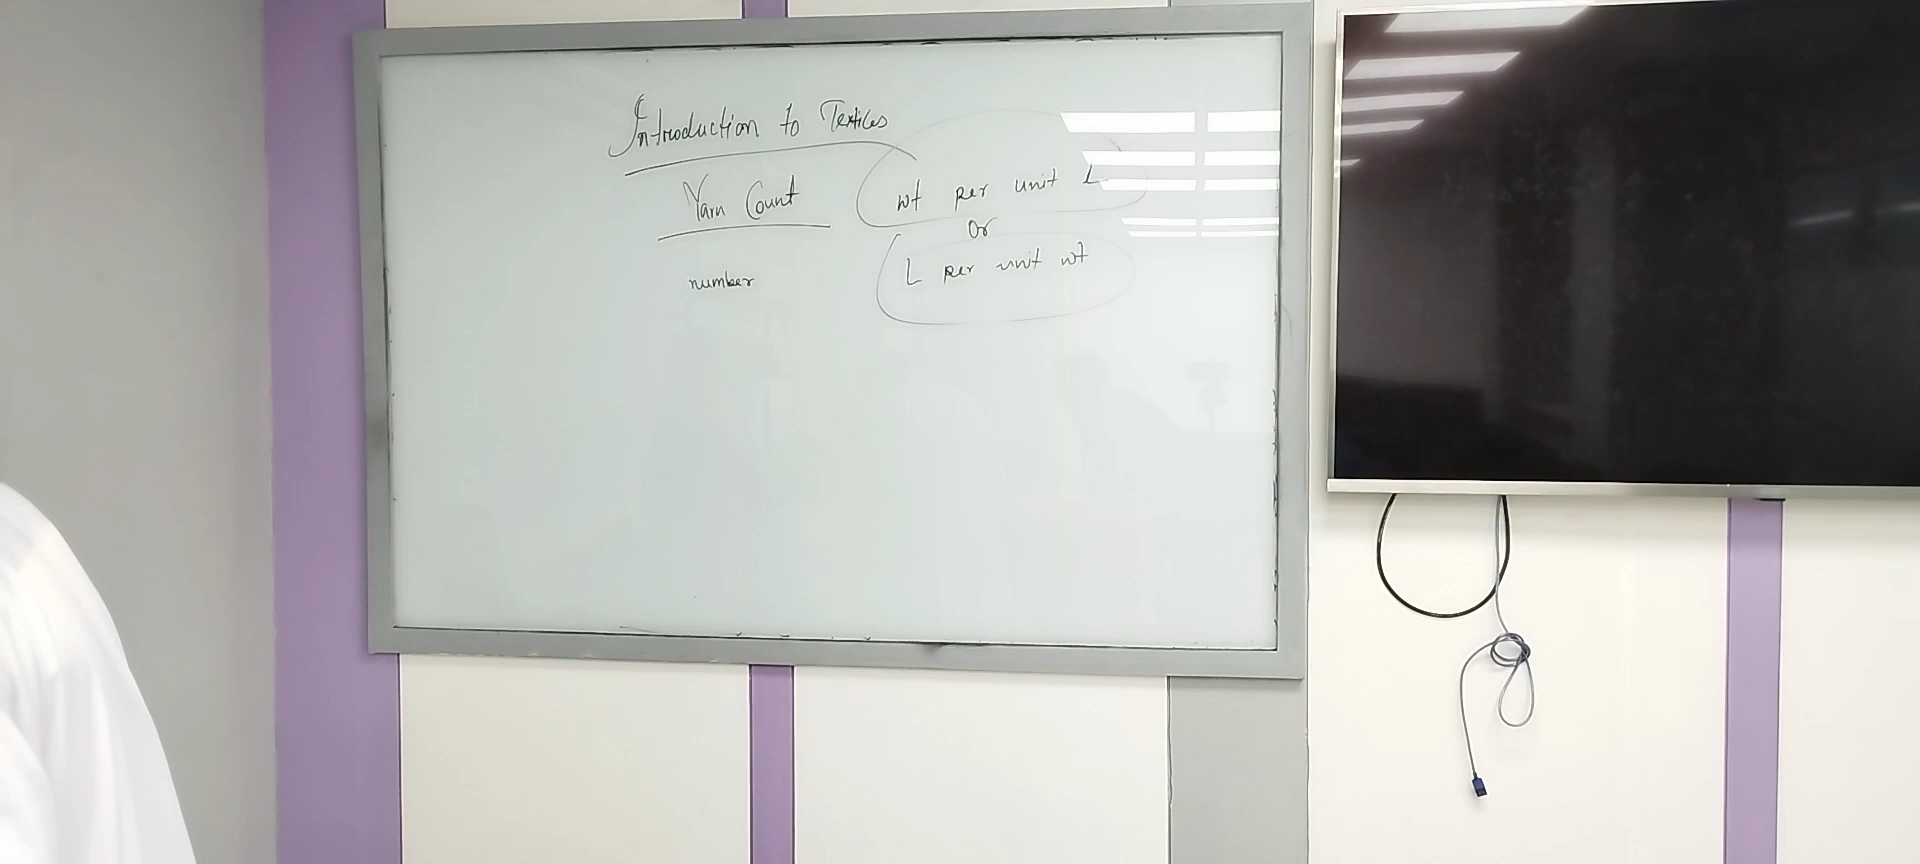 Introduction to Textiles
Yarn Count
wt per unit L
Or
L per unit wt
number